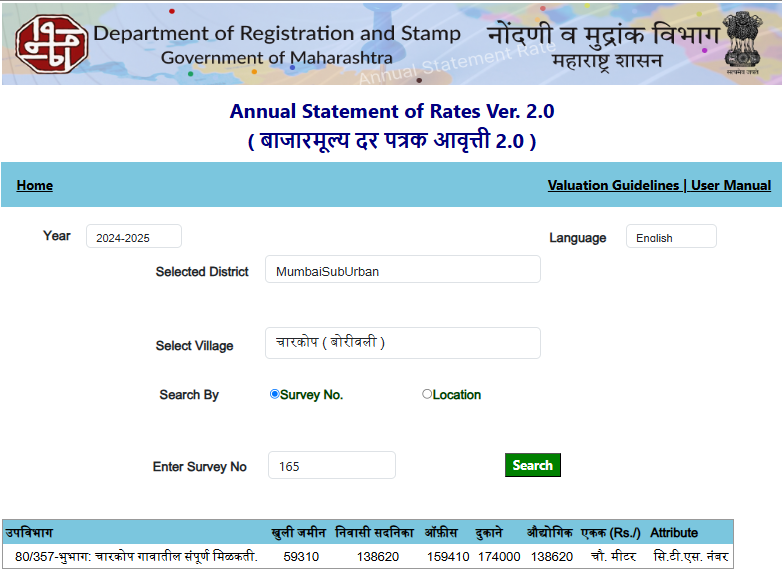 Department of Registration and Stamp
Government of Maharashtra
नोंदणी व मुद्रांक विभाग
महाराष्ट्र शासन
Annual Statement Rate
Annual Statement of Rates Ver. 2.0
( बाजारमूल्य दर पत्रक आवृत्ती 2.0 )
Home Valuation Guidelines | User Manual
Year 2024-2025 Language English
Selected District MumbaiSubUrban
Select Village चारकोप ( बोरीवली )
Search By Survey No. Location
Enter Survey No 165 Search
उपविभाग खुली जमीन निवासी सदनिका ऑफ़ीस दुकाने औद्योगिक एकक (Rs./) Attribute
80/357-भुभाग: चारकोप गावातील संपूर्ण मिळकती. 59310 138620 159410 174000 138620 चौ. मीटर सि.टी.एस. नंबर